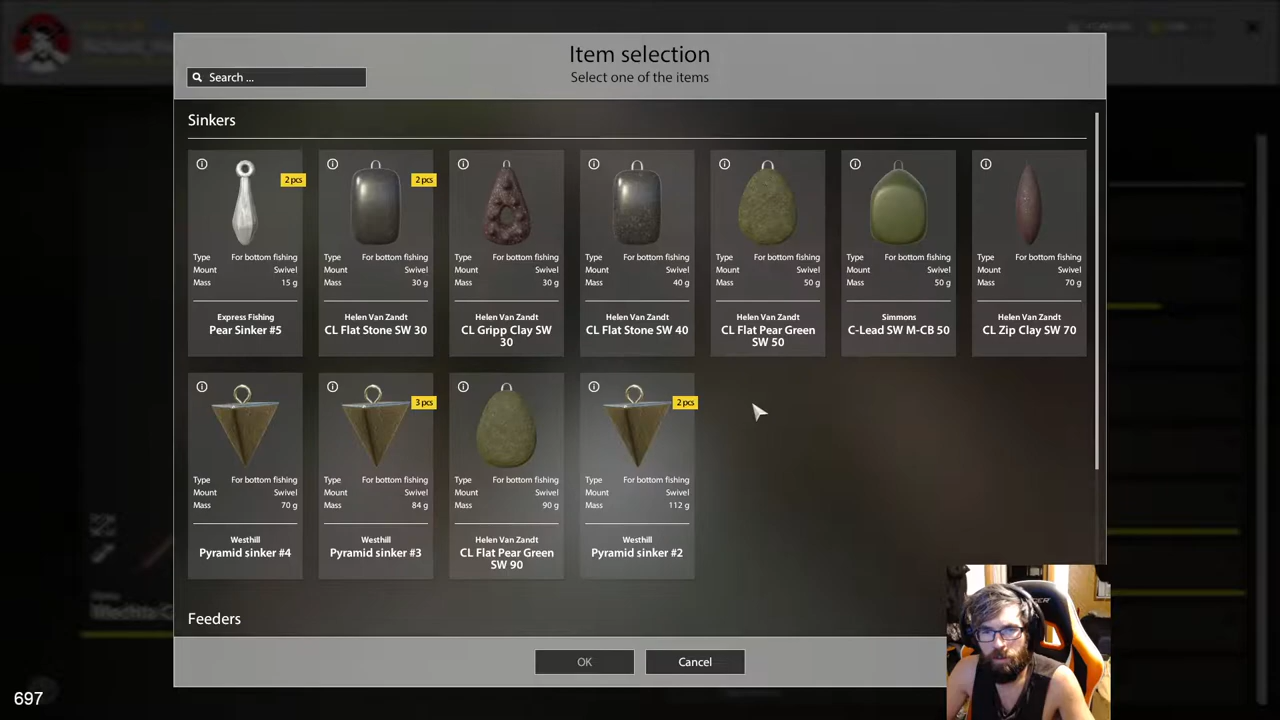 Item selection
Search ...
Select one of the items
Sinkers
2 pcs
2 pcs
Type For bottom fishing
Mount Swivel
Mass 15 g
Express Fishing
Pear Sinker #5
Type For bottom fishing
Mount Swivel
Mass 30 g
Helen Van Zandt
CL Flat Stone SW 30
Type For bottom fishing
Mount Swivel
Mass 30 g
Helen Van Zandt
CL Gripp Clay SW
30
Type For bottom fishing
Mount Swivel
Mass 40 g
Helen Van Zandt
CL Flat Stone SW 40
Type For bottom fishing
Mount Swivel
Mass 50 g
Helen Van Zandt
CL Flat Pear Green
SW 50
Type For bottom fishing
Mount Swivel
Mass 50 g
Simmons
C-Lead SW M-CB 50
Type For bottom fishing
Mount Swivel
Mass 70 g
Helen Van Zandt
CL Zip Clay SW 70
Type For bottom fishing
Mount Swivel
Mass 70 g
Westhill
Pyramid sinker #4
3 pcs
Type For bottom fishing
Mount Swivel
Mass 84 g
Westhill
Pyramid sinker #3
Type For bottom fishing
Mount Swivel
Mass 90 g
Helen Van Zandt
CL Flat Pear Green
SW 90
2 pcs
Type For bottom fishing
Mount Swivel
Mass 112 g
Westhill
Pyramid sinker #2
Feeders
OK
Cancel
697